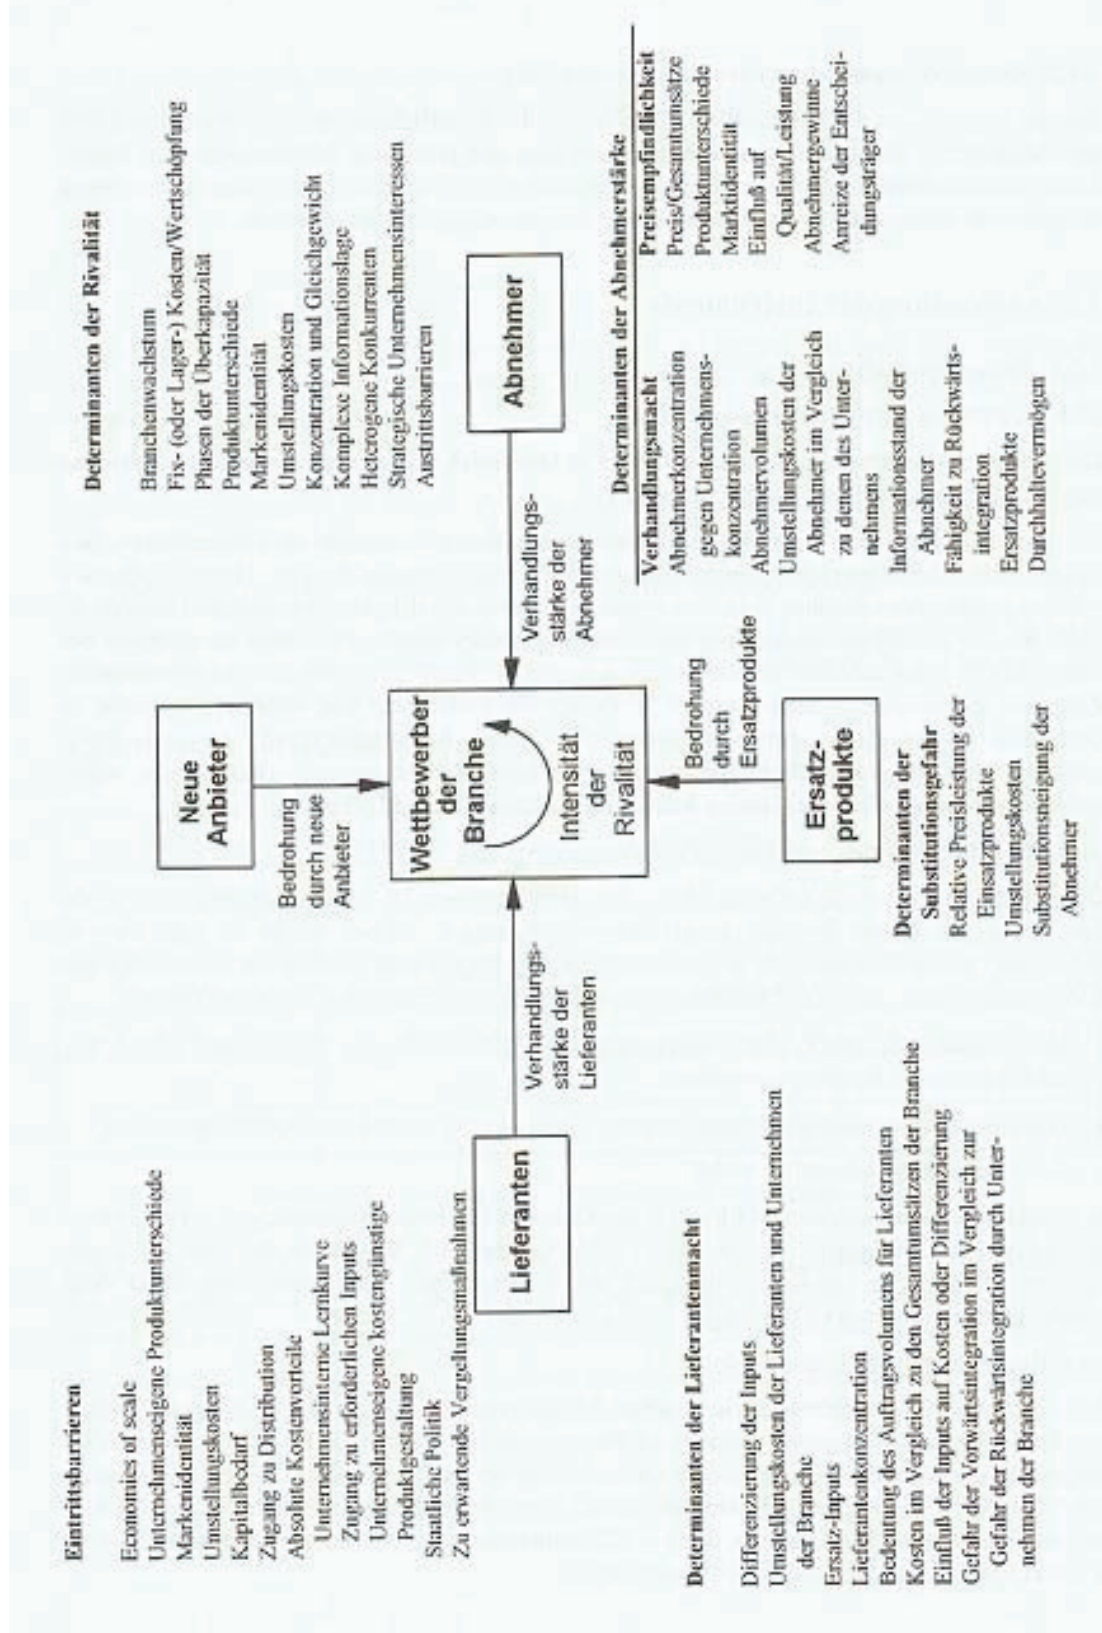 Eintrittsbarrieren
Economies of scale
Unternehmenseigene Produktunterschiede
Markenidentität
Umstellungskosten
Kapitalbedarf
Zugang zu Distribution
Absolute Kostenvorteile
Unternehmensinterne Lernkurve
Zugang zu erforderlichen Inputs
Unternehmenseigene kostengünstige
Produktgestaltung
Staatliche Politik
Zu erwartende Vergeltungsmaßnahmen
Neue
Anbieter
Bedrohung
durch neue
Anbieter
Determinanten der Rivalität
Branchenwachstum
Fix- (oder Lager-) Kosten/Wertschöpfung
Phasen der Überkapazität
Produktunterschiede
Markenidentität
Umstellungskosten
Konzentration und Gleichgewicht
Komplexe Informationslage
Heterogene Konkurrenten
Strategische Unternehmensinteressen
Austrittsbarrieren
Lieferanten
Verhandlungs-
stärke der
Lieferanten
Wettbewerber
der
Branche
Intensität
der
Rivalität
Verhandlungs-
stärke der
Abnehmer
Abnehmer
Bedrohung
durch
Ersatzprodukte
Ersatz-
produkte
Determinanten der Lieferantenmacht
Differenzierung der Inputs
Umstellungskosten der Lieferanten und Unternehmen
der Branche
Ersatz-Inputs
Lieferantenkonzentration
Bedeutung des Auftragsvolumens für Lieferanten
Kosten im Vergleich zu den Gesamtumsätzen der Branche
Einfluß der Inputs auf Kosten oder Differenzierung
Gefahr der Vorwärtsintegration im Vergleich zur
Gefahr der Rückwärtsintegration durch Unter-
nehmen der Branche
Determinanten der
Substitutionsgefahr
Relative Preisleistung der
Einsatzprodukte
Umstellungskosten
Substitutionsneigung der
Abnehmer
Determinanten der Abnehmerstärke
Verhandlungsmacht
Abnehmerkonzentration
gegen Unternehmens-
konzentration
Abnehmervolumen
Umstellungskosten der
Abnehmer im Vergleich
zu denen des Unter-
nehmens
Informationsstand der
Abnehmer
Fähigkeit zu Rückwärts-
integration
Ersatzprodukte
Durchhaltevermögen
Preisempfindlichkeit
Preis/Gesamtumsätze
Produktunterschiede
Marktidentität
Einfluß auf
Qualität/Leistung
Abnehmergewinne
Anreize der Entschei-
dungsträger